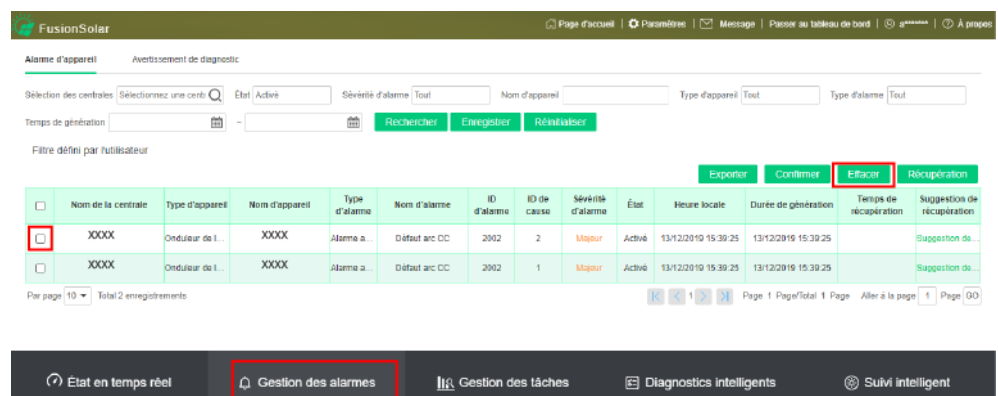 FusionSolar Page d'accueil | Paramètres | Message | Passer au tableau de bord | a****** | À propos
Alarme d'appareil Avertissement de diagnostic
Sélection des centrales Sélectionnez une centr État Activé Sévérité d'alarme Tout Nom d'appareil Type d'appareil Tout Type d'alarme Tout
Temps de génération – Rechercher Enregistrer Réinitialiser
Filtre défini par l'utilisateur
Exporter Confirmer Effacer Récupération
Nom de la centrale Type d'appareil Nom d'appareil Type d'alarme Nom d'alarme ID d'alarme ID de cause Sévérité d'alarme État Heure locale Durée de génération Temps de récupération Suggestion de récupération
XXXX Onduleur de l... XXXX Alarme a... Défaut arc CC 2002 2 Majeur Activé 13/12/2019 15:39:25 13/12/2019 15:39:25 Suggestion de...
XXXX Onduleur de l... XXXX Alarme a... Défaut arc CC 2002 1 Majeur Activé 13/12/2019 15:39:25 13/12/2019 15:39:25 Suggestion de...
Par page 10 Total 2 enregistrements 1 Page 1 Page/Total 1 Page Aller à la page 1 Page GO
État en temps réel Gestion des alarmes Gestion des tâches Diagnostics intelligents Suivi intelligent